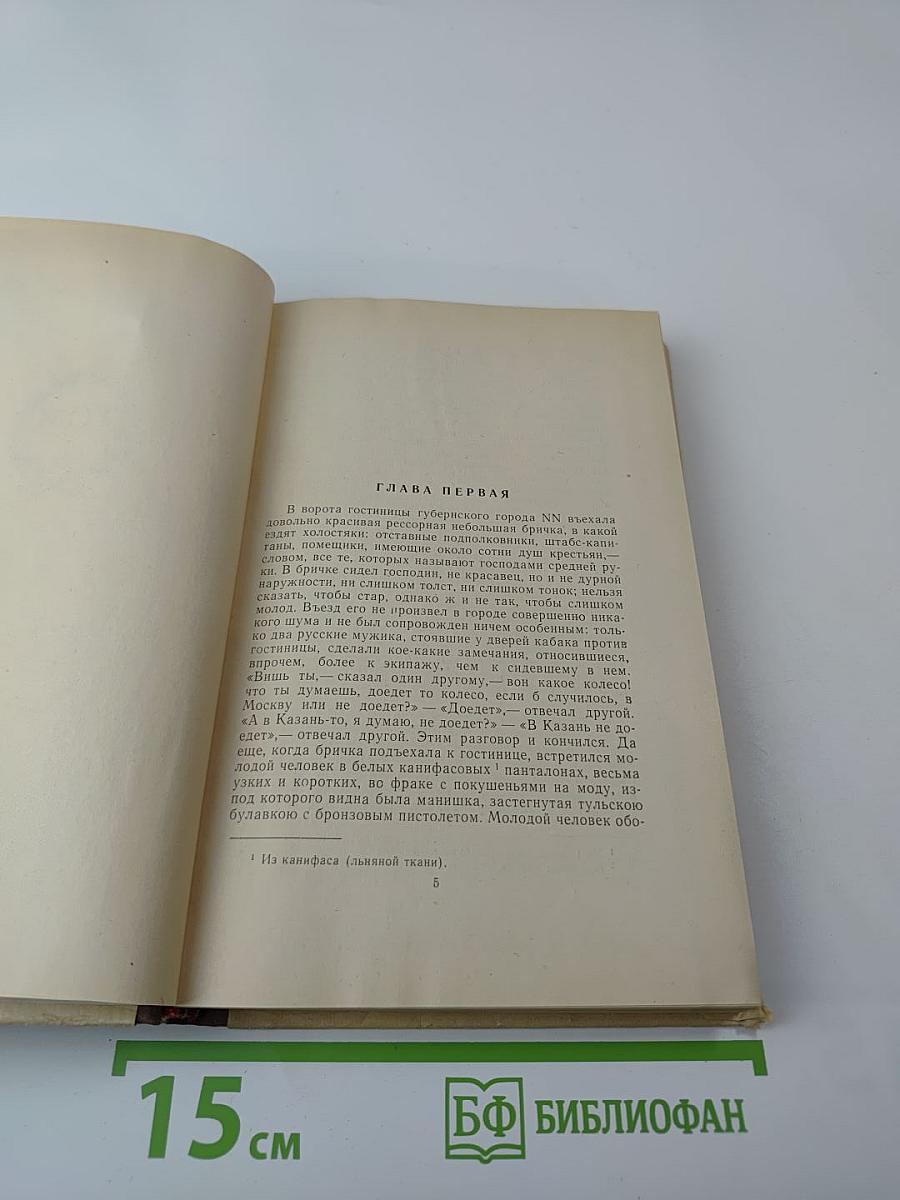 ГЛАВА ПЕРВАЯ
В ворота гостиницы губернского города NN въехала
довольно красивая рессорная небольшая бричка, в какой
ездят холостяки: отставные подполковники, штабс-капи-
таны, помещики, имеющие около сотни душ крестьян,—
словом, все те, которых называют господами средней ру-
ки. В бричке сидел господин, не красавец, но и не дурной
наружности, ни слишком толст, ни слишком тонок; нельзя
сказать, чтобы стар, однако ж и не так, чтобы слишком
молод. Въезд его не произвел в городе совершенно ника-
кого шума и не был сопровожден ничем особенным: толь-
ко два русские мужика, стоявшие у дверей кабака против
гостиницы, сделали кое-какие замечания, относившиеся,
впрочем, более к экипажу, чем к сидевшему в нем.
«Вишь ты,— сказал один другому,— вон какое колесо!
что ты думаешь, доедет то колесо, если б случилось, в
Москву или не доедет?» — «Доедет»,— отвечал другой.
«А в Казань-то, я думаю, не доедет?» — «В Казань не до-
едет»,— отвечал другой. Этим разговор и кончился. Да
еще, когда бричка подъехала к гостинице, встретился мо-
лодой человек в белых канифасовых ¹ панталонах, весьма
узких и коротких, во фраке с покушеньями на моду, из-
под которого видна была манишка, застегнутая тульскою
булавкою с бронзовым пистолетом. Молодой человек обо-
¹ Из канифаса (льняной ткани).
5
15 см
БФ БИБЛИОФАН